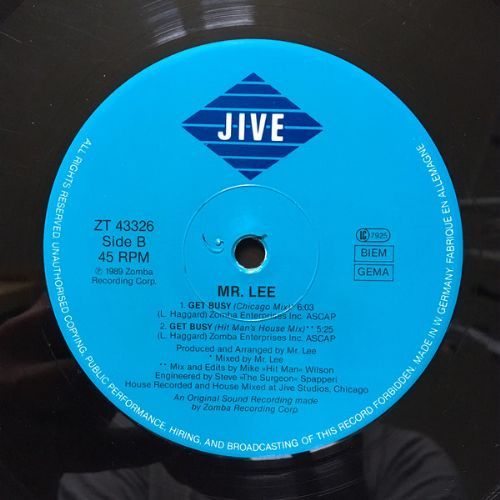 JIVE
ZT 43326
Side B
45 RPM
℗ 1989 Zomba
Recording Corp.
LC 7925
BIEM
GEMA
MR. LEE
1. GET BUSY (Chicago Mix)* 6:03
(L. Haggard) Zomba Enterprises Inc. ASCAP
2. GET BUSY (Hit Man's House Mix)** 5:25
(L. Haggard) Zomba Enterprises Inc. ASCAP
Produced and Arranged by Mr. Lee
* Mixed by Mr. Lee
** Mix and Edits by Mike »Hit Man« Wilson
Engineered by Steve »The Surgeon« Spapperi
House Recorded and House Mixed at Jive Studios, Chicago
An Original Sound Recording made
by Zomba Recording Corp.
ALL RIGHTS RESERVED. UNAUTHORISED COPYING, PUBLIC PERFORMANCE, HIRING, AND BROADCASTING OF THIS RECORD FORBIDDEN. MADE IN W. GERMANY. FABRIQUE EN ALLEMAGNE.